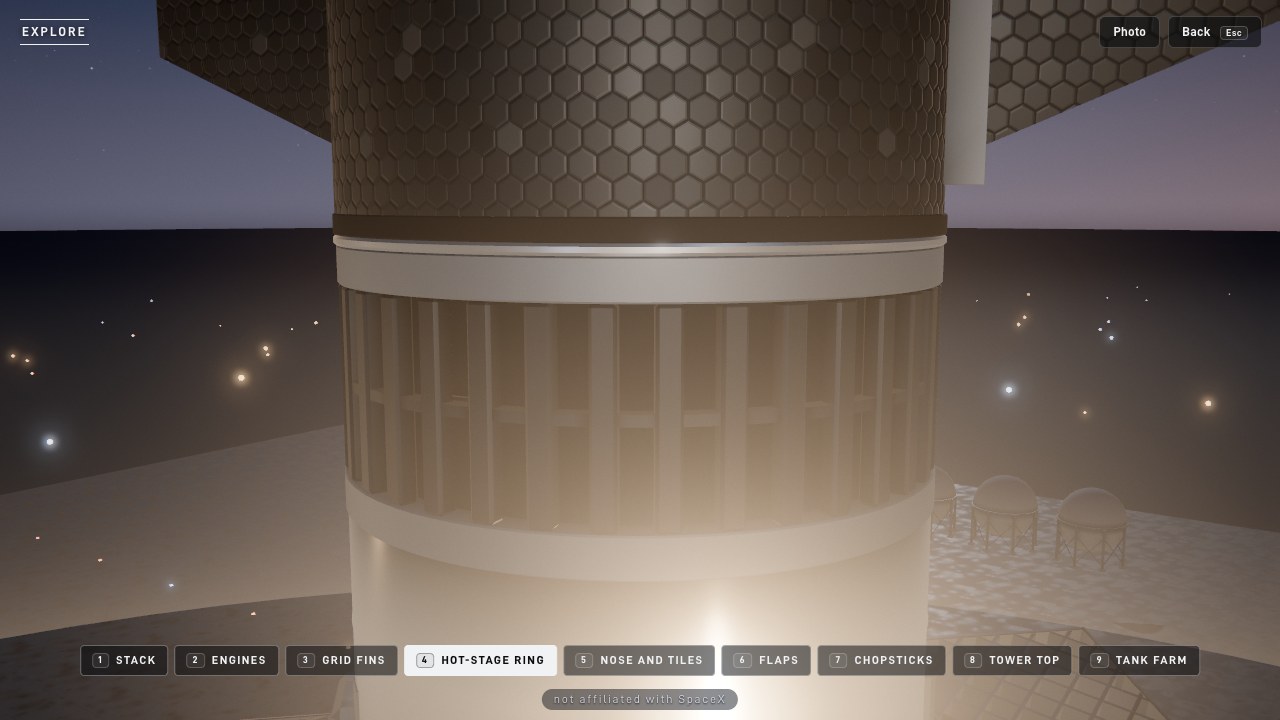 EXPLORE
Photo
Back Esc
1 STACK
2 ENGINES
3 GRID FINS
4 HOT-STAGE RING
5 NOSE AND TILES
6 FLAPS
7 CHOPSTICKS
8 TOWER TOP
9 TANK FARM
not affiliated with SpaceX